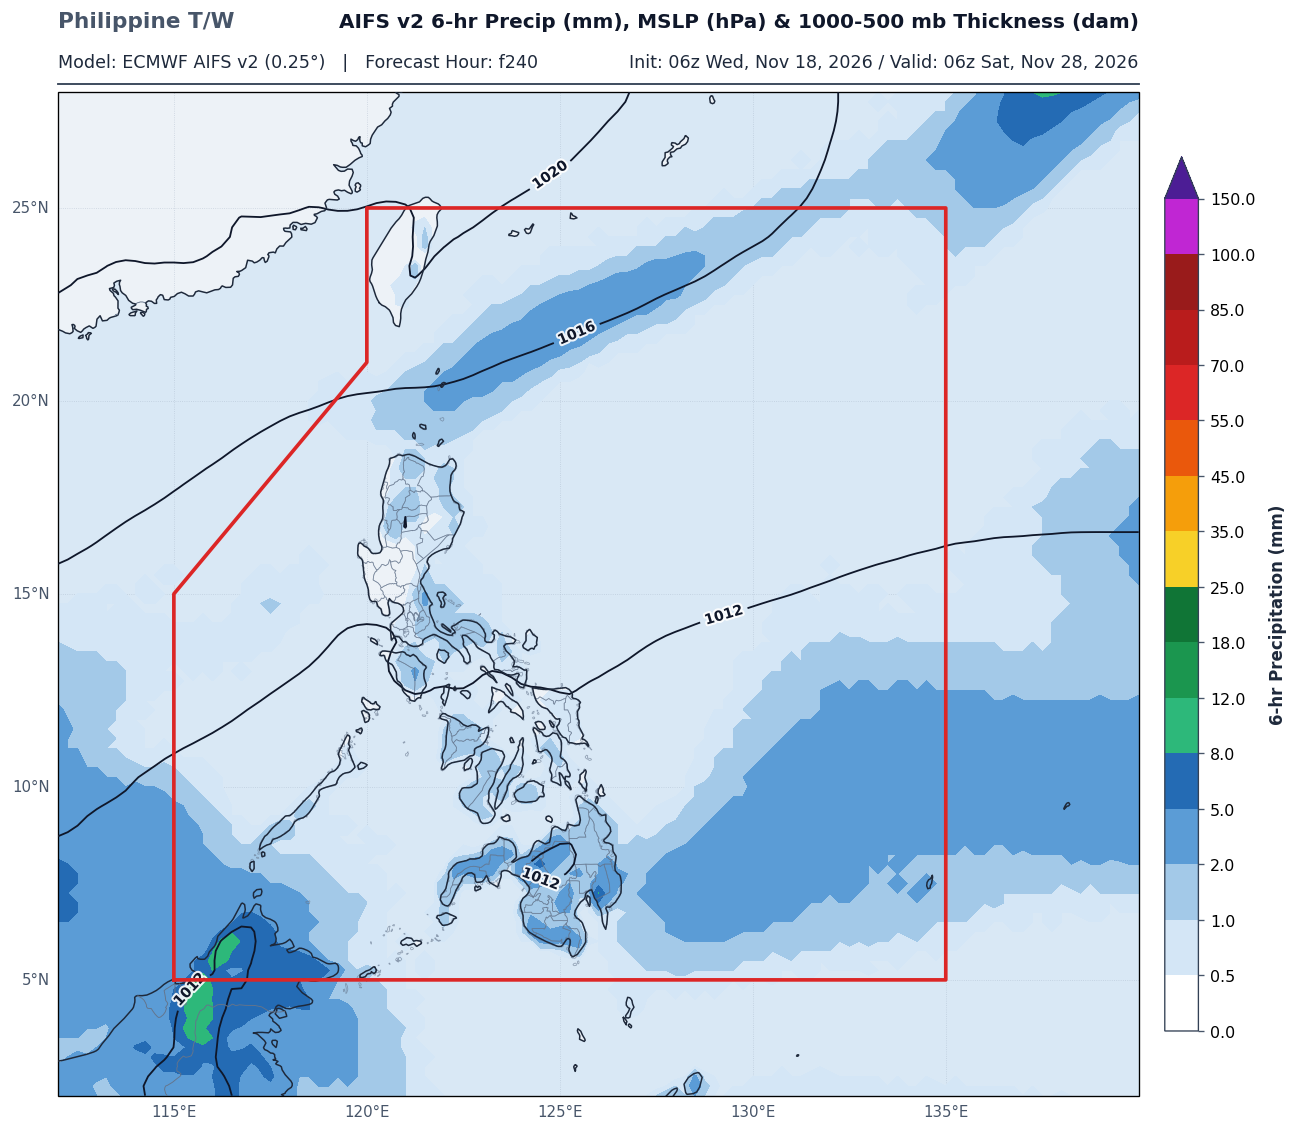 Philippine T/W
AIFS v2 6-hr Precip (mm), MSLP (hPa) & 1000-500 mb Thickness (dam)
Model: ECMWF AIFS v2 (0.25°) | Forecast Hour: f240
Init: 06z Wed, Nov 18, 2026 / Valid: 06z Sat, Nov 28, 2026
1020
1016
1012
1012
1012
25°N
20°N
15°N
10°N
5°N
115°E
120°E
125°E
130°E
135°E
150.0
100.0
85.0
70.0
55.0
45.0
35.0
25.0
18.0
12.0
8.0
5.0
2.0
1.0
0.5
0.0
6-hr Precipitation (mm)